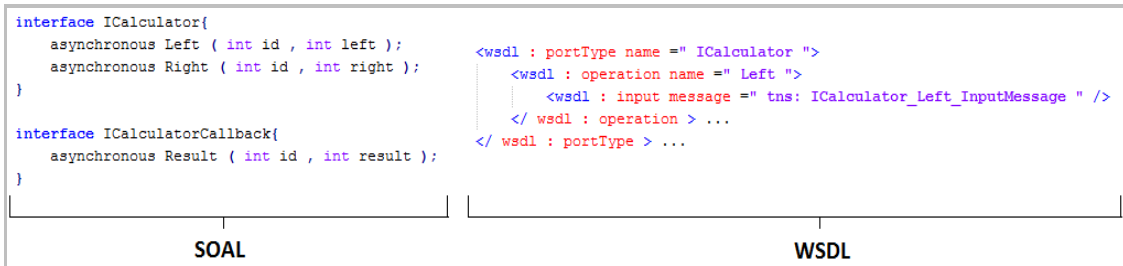 interface ICalculator{
asynchronous Left ( int id , int left );
asynchronous Right ( int id , int right );
}
interface ICalculatorCallback{
asynchronous Result ( int id , int result );
}
SOAL
<wsdl : portType name =" ICalculator ">
<wsdl : operation name =" Left ">
<wsdl : input message =" tns: ICalculator_Left_InputMessage " />
</ wsdl : operation > ...
</ wsdl : portType > ...
WSDL